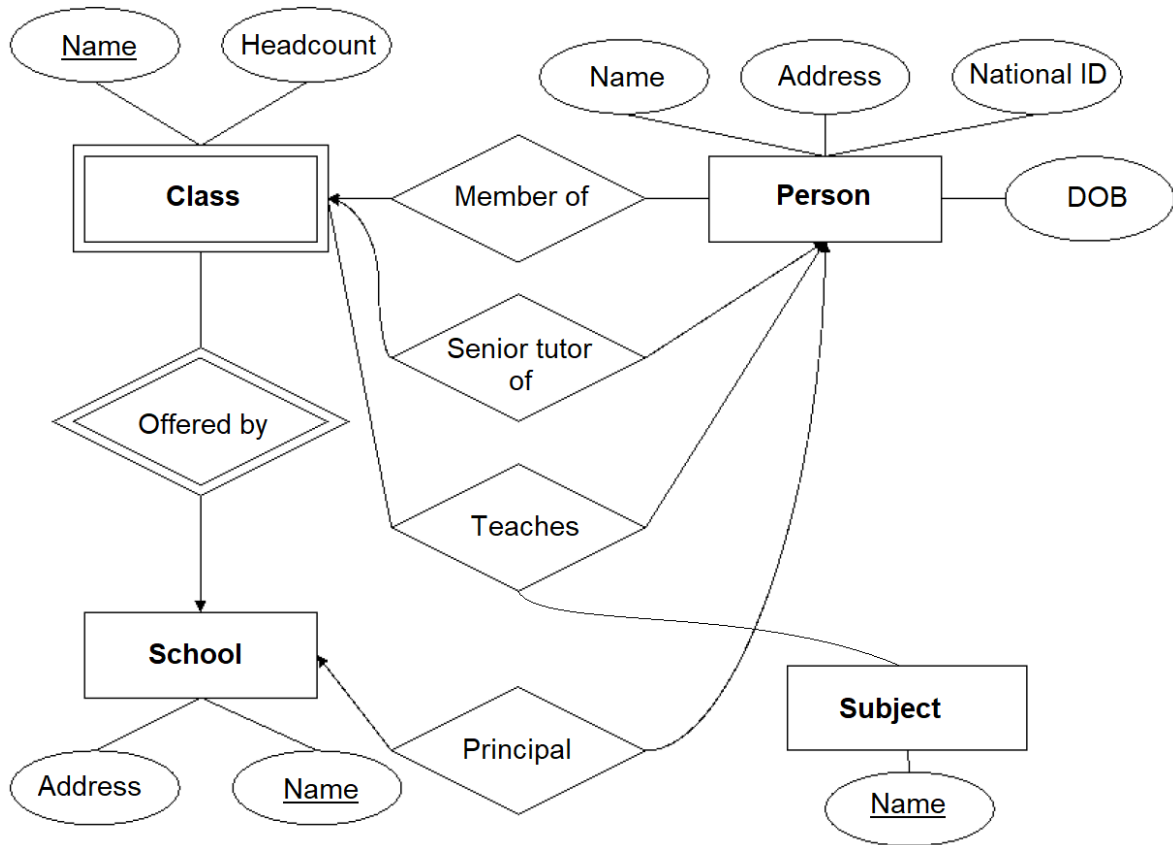 Name
Headcount
Name
Address
National ID
Class
Member of
Person
DOB
Senior tutor
of
Offered by
Teaches
School
Subject
Principal
Address
Name
Name